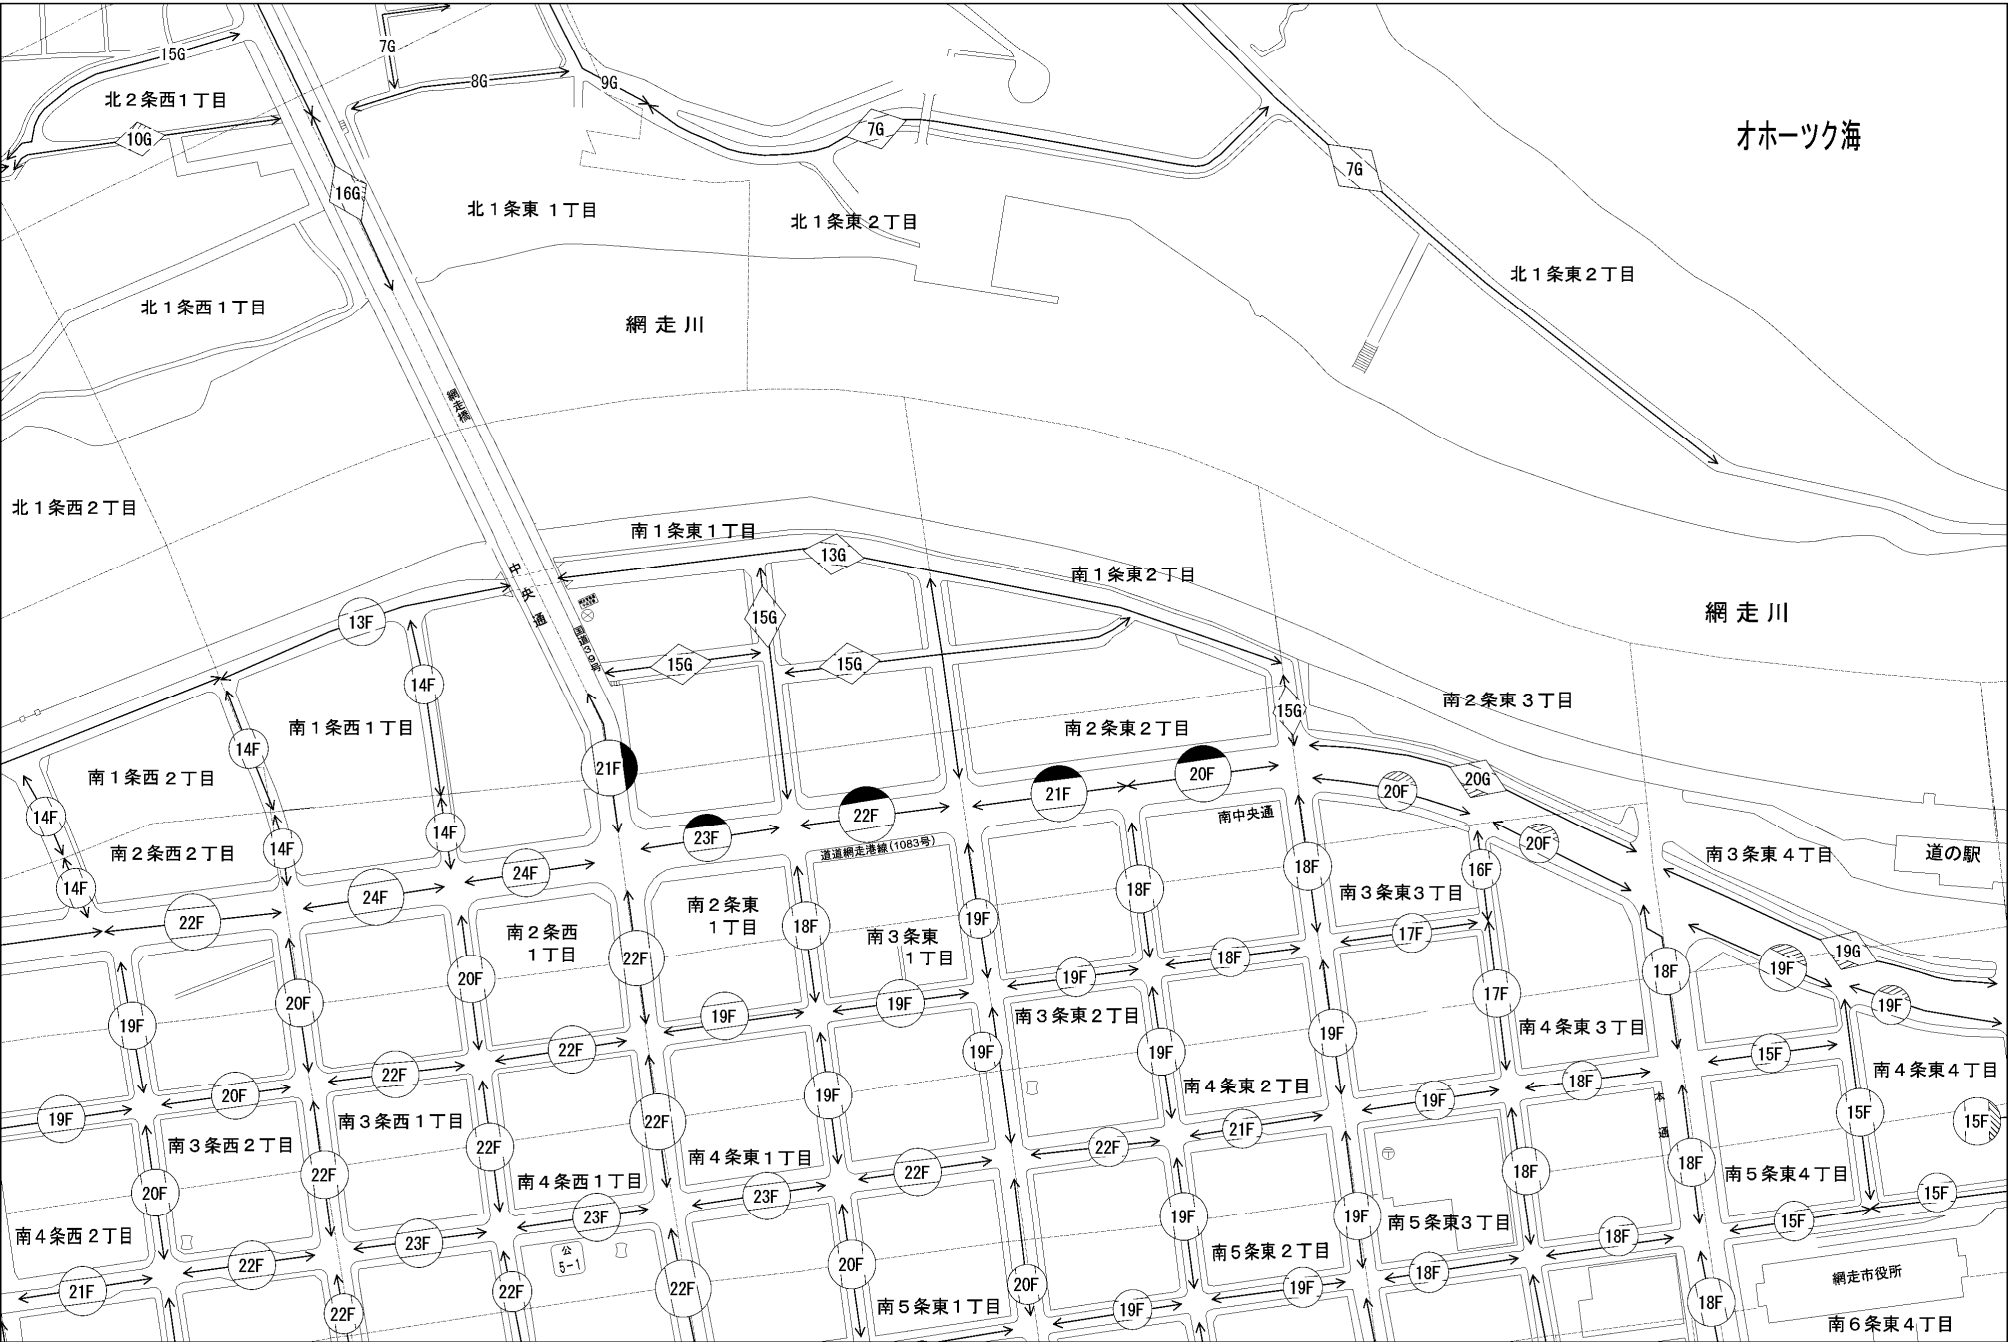 15G
7G
8G
9G
北2条西1丁目
10G
7G
オホーツク海
7G
16G
北1条東 1丁目
北1条東 2丁目
北1条東2丁目
北1条西1丁目
網走川
網走橋
北1条西2丁目
南1条東1丁目
13G
中央通
南1条東2丁目
13F
15G
網走川
国道39号
15G
15G
14F
南2条東3丁目
15G
南1条西1丁目
南2条東2丁目
14F
南1条西2丁目
21F
20F
20G
21F
20F
14F
22F
南中央通
14F
14F
23F
20F
道道網走港線(1083号)
南2条西2丁目
南3条東4丁目
道の駅
18F
16F
24F
14F
24F
18F
南3条東3丁目
22F
南2条東
1丁目
19F
18F
17F
南2条西
1丁目
南3条東
1丁目
19G
22F
18F
19F
18F
20F
19F
17F
20F
19F
19F
19F
南3条東2丁目
19F
19F
南4条東3丁目
22F
19F
19F
15F
22F
南4条東4丁目
18F
南4条東2丁目
20F
19F
19F
本通
15F
19F
南3条西1丁目
22F
15F
21F
南3条西2丁目
22F
22F
〒
南4条東1丁目
18F
22F
22F
18F
南5条東4丁目
南4条西1丁目
20F
23F
15F
19F
19F
23F
15F
南5条東3丁目
南4条西2丁目
23F
18F
公
5-1
南5条東2丁目
22F
20F
18F
網走市役所
20F
19F
21F
22F
22F
18F
南5条東1丁目
19F
22F
南6条東4丁目